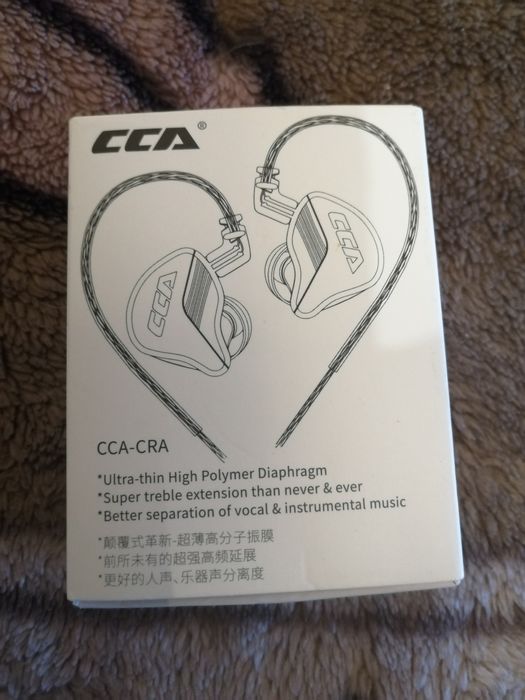 CCA®
CCA
CCA
CCA-CRA
*Ultra-thin High Polymer Diaphragm
*Super treble extension than never & ever
*Better separation of vocal & instrumental music
*颠覆式革新-超薄高分子振膜
*前所未有的超强高频延展
*更好的人声、乐器声分离度